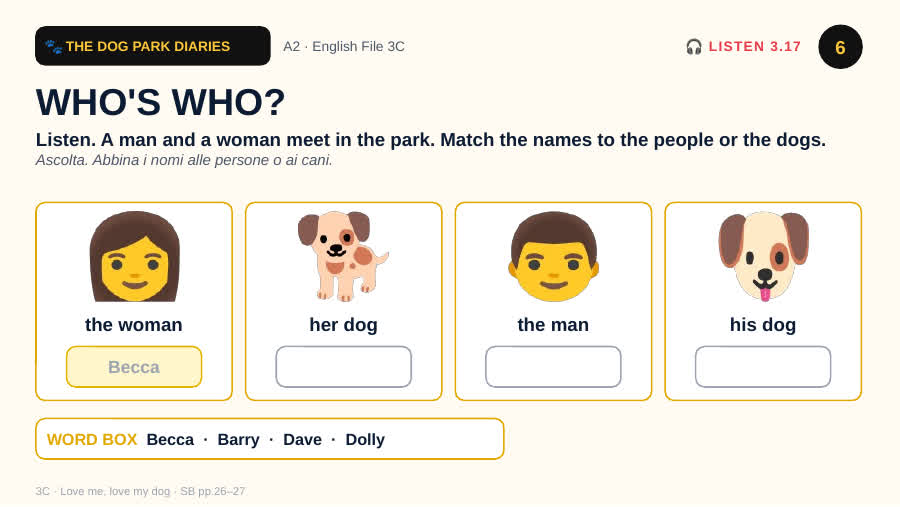 🐾 THE DOG PARK DIARIES A2 · English File 3C 🎧 LISTEN 3.17 6
WHO'S WHO?
Listen. A man and a woman meet in the park. Match the names to the people or the dogs.
Ascolta. Abbina i nomi alle persone o ai cani.
the woman her dog the man his dog
Becca
WORD BOX Becca · Barry · Dave · Dolly
3C · Love me, love my dog · SB pp.26–27